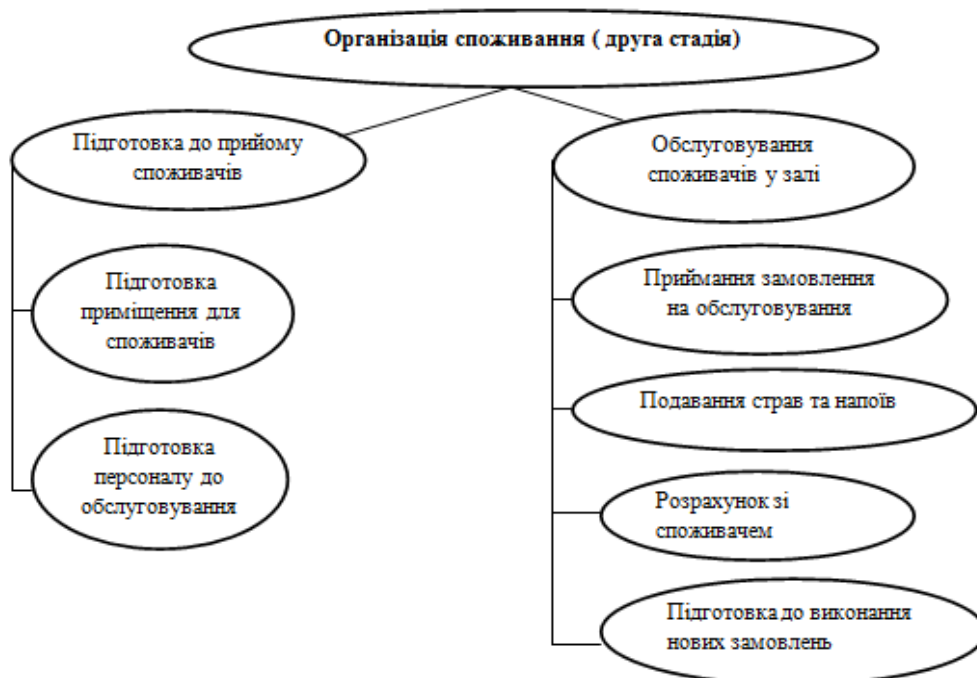 Організація споживання ( друга стадія)
Підготовка до прийому
споживачів
Підготовка
приміщення для
споживачів
Підготовка
персоналу до
обслуговування
Обслуговування
споживачів у залі
Приймання замовлення
на обслуговування
Подавання страв та напоїв
Розрахунок зі
споживачем
Підготовка до виконання
нових замовлень